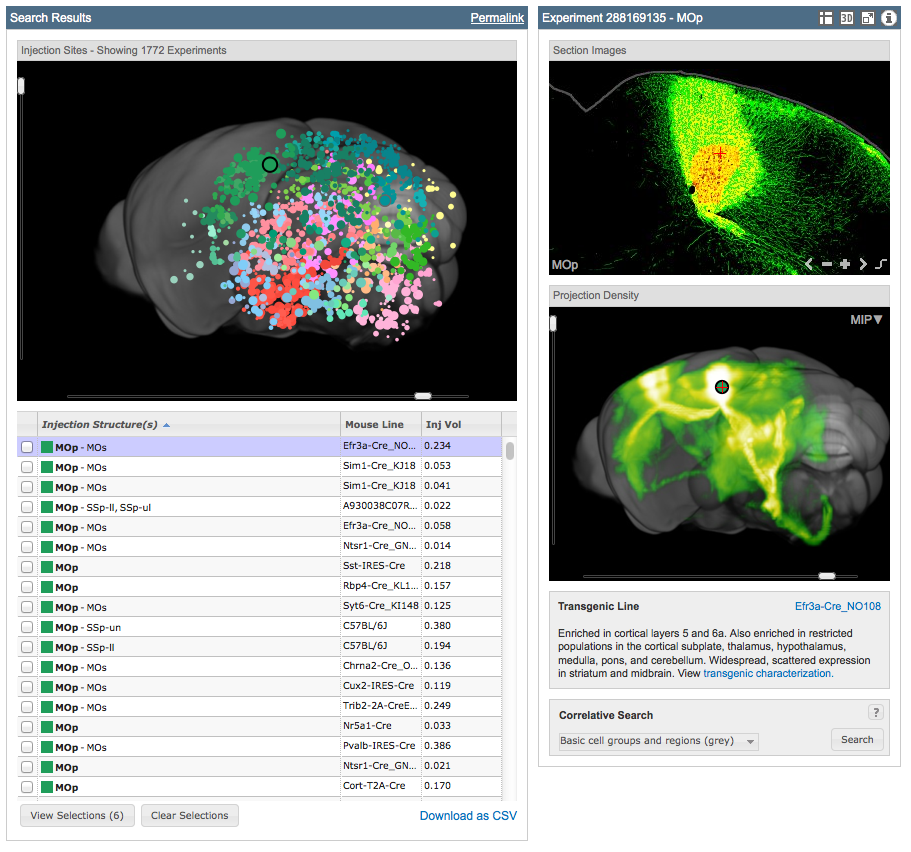 Search Results
Permalink
Injection Sites - Showing 1772 Experiments
Injection Structure(s) Mouse Line Inj Vol
MOp - MOs Efr3a-Cre_NO... 0.234
MOp - MOs Sim1-Cre_KJ18 0.053
MOp - MOs Sim1-Cre_KJ18 0.041
MOp - SSp-ll, SSp-ul A930038C07R... 0.022
MOp - MOs Efr3a-Cre_NO... 0.058
MOp - MOs Ntsr1-Cre_GN... 0.014
MOp Sst-IRES-Cre 0.218
MOp Rbp4-Cre_KL1... 0.157
MOp - MOs Syt6-Cre_KI148 0.125
MOp - SSp-un C57BL/6J 0.380
MOp - SSp-ll C57BL/6J 0.194
MOp - MOs Chrna2-Cre_O... 0.136
MOp - MOs Cux2-IRES-Cre 0.119
MOp - MOs Trib2-2A-CreE... 0.249
MOp Nr5a1-Cre 0.033
MOp - MOs Pvalb-IRES-Cre 0.386
MOp Ntsr1-Cre_GN... 0.021
MOp Cort-T2A-Cre 0.170
View Selections (6) Clear Selections Download as CSV
Experiment 288169135 - MOp
3D
Section Images
MOp
Projection Density
MIP▼
Transgenic Line Efr3a-Cre_NO108
Enriched in cortical layers 5 and 6a. Also enriched in restricted
populations in the cortical subplate, thalamus, hypothalamus,
medulla, pons, and cerebellum. Widespread, scattered expression
in striatum and midbrain. View transgenic characterization.
Correlative Search ?
Basic cell groups and regions (grey) Search